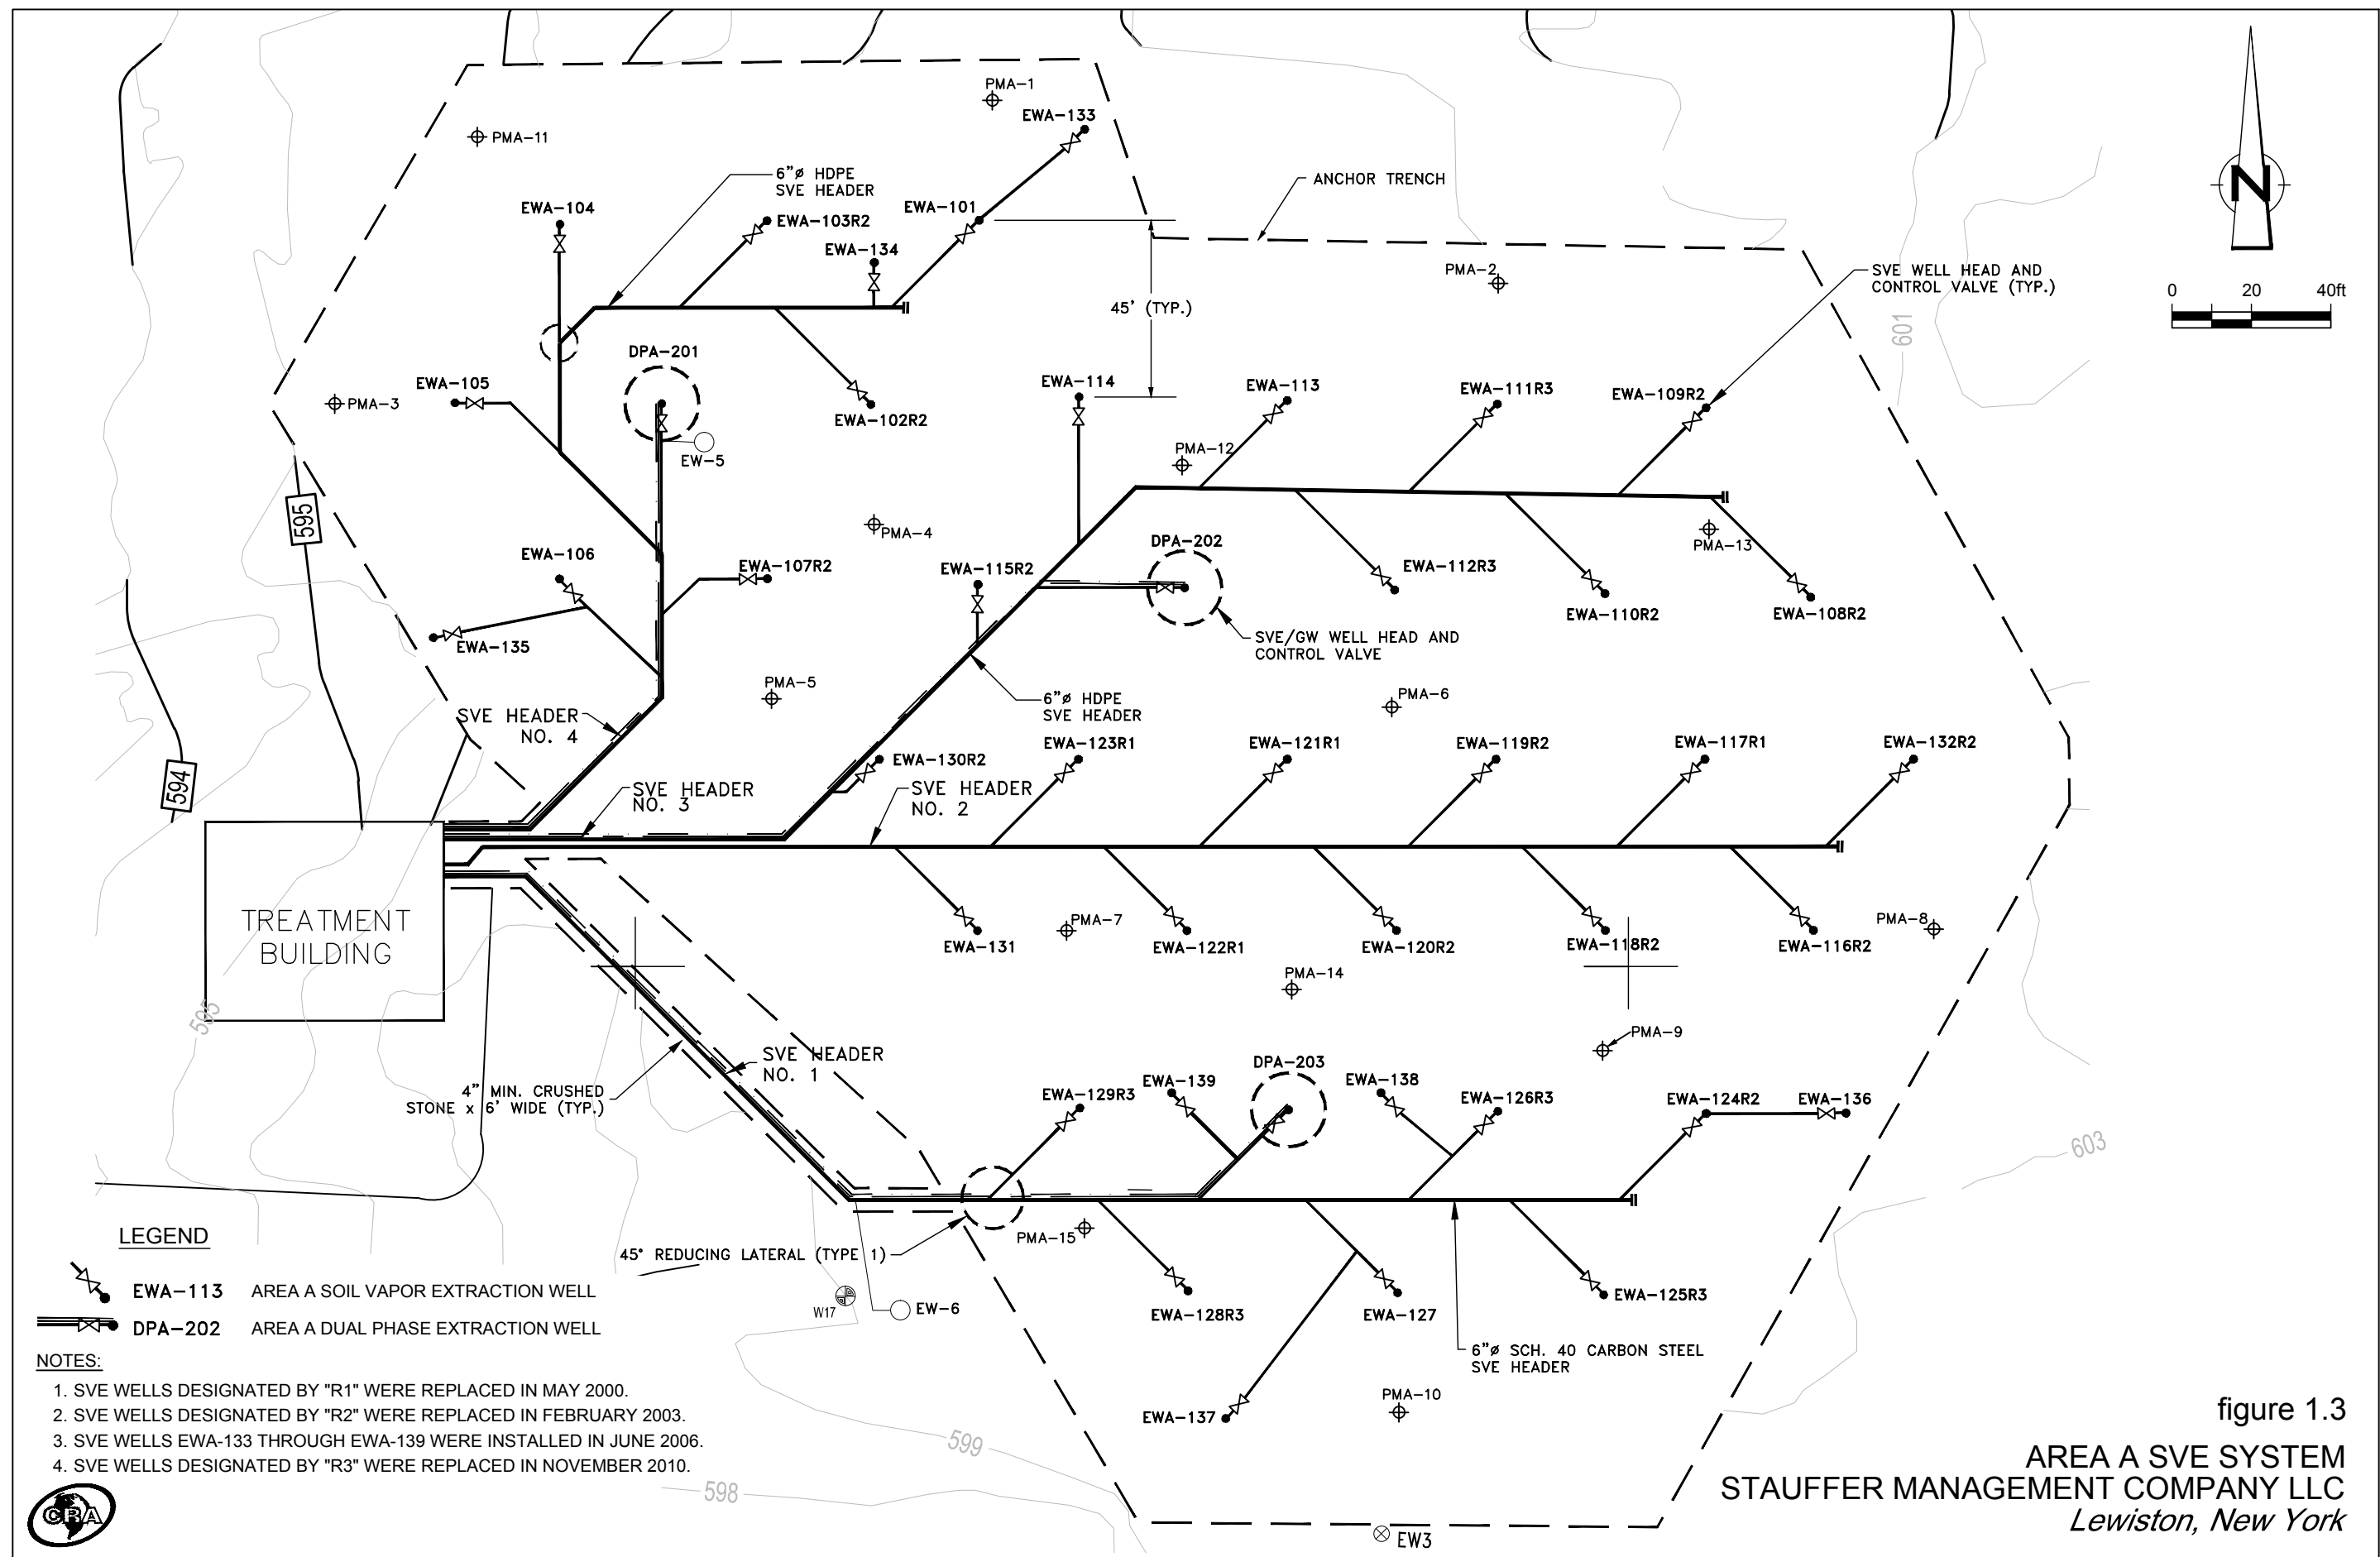 PMA-1
EWA-133
PMA-11
6"ø HDPE
SVE HEADER
ANCHOR TRENCH
N
EWA-104
EWA-103R2
EWA-101
EWA-134
PMA-2
SVE WELL HEAD AND
CONTROL VALVE (TYP.)
0 20 40ft
45' (TYP.)
601
DPA-201
EWA-105
PMA-3
EWA-102R2
EWA-114
EWA-113
EWA-111R3
EWA-109R2
EW-5
PMA-12
595
PMA-4
PMA-13
DPA-202
EWA-106
EWA-107R2
EWA-115R2
EWA-112R3
EWA-110R2
EWA-108R2
EWA-135
SVE/GW WELL HEAD AND
CONTROL VALVE
PMA-5
PMA-6
6"ø HDPE
SVE HEADER
SVE HEADER
NO. 4
594
EWA-130R2
EWA-123R1
EWA-121R1
EWA-119R2
EWA-117R1
EWA-132R2
SVE HEADER
NO. 3
SVE HEADER
NO. 2
TREATMENT
BUILDING
EWA-131
PMA-7
EWA-122R1
EWA-120R2
EWA-118R2
EWA-116R2
PMA-8
PMA-14
595
PMA-9
SVE HEADER
NO. 1
4" MIN. CRUSHED
STONE x 6' WIDE (TYP.)
EWA-129R3
EWA-139
DPA-203
EWA-138
EWA-126R3
EWA-124R2
EWA-136
603
PMA-15
45° REDUCING LATERAL (TYPE 1)
W17
EW-6
EWA-128R3
EWA-127
EWA-125R3
6"ø SCH. 40 CARBON STEEL
SVE HEADER
PMA-10
EWA-137
599
598
EW3
LEGEND
EWA-113 AREA A SOIL VAPOR EXTRACTION WELL
DPA-202 AREA A DUAL PHASE EXTRACTION WELL
NOTES:
1. SVE WELLS DESIGNATED BY "R1" WERE REPLACED IN MAY 2000.
2. SVE WELLS DESIGNATED BY "R2" WERE REPLACED IN FEBRUARY 2003.
3. SVE WELLS EWA-133 THROUGH EWA-139 WERE INSTALLED IN JUNE 2006.
4. SVE WELLS DESIGNATED BY "R3" WERE REPLACED IN NOVEMBER 2010.
CRA
figure 1.3
AREA A SVE SYSTEM
STAUFFER MANAGEMENT COMPANY LLC
Lewiston, New York